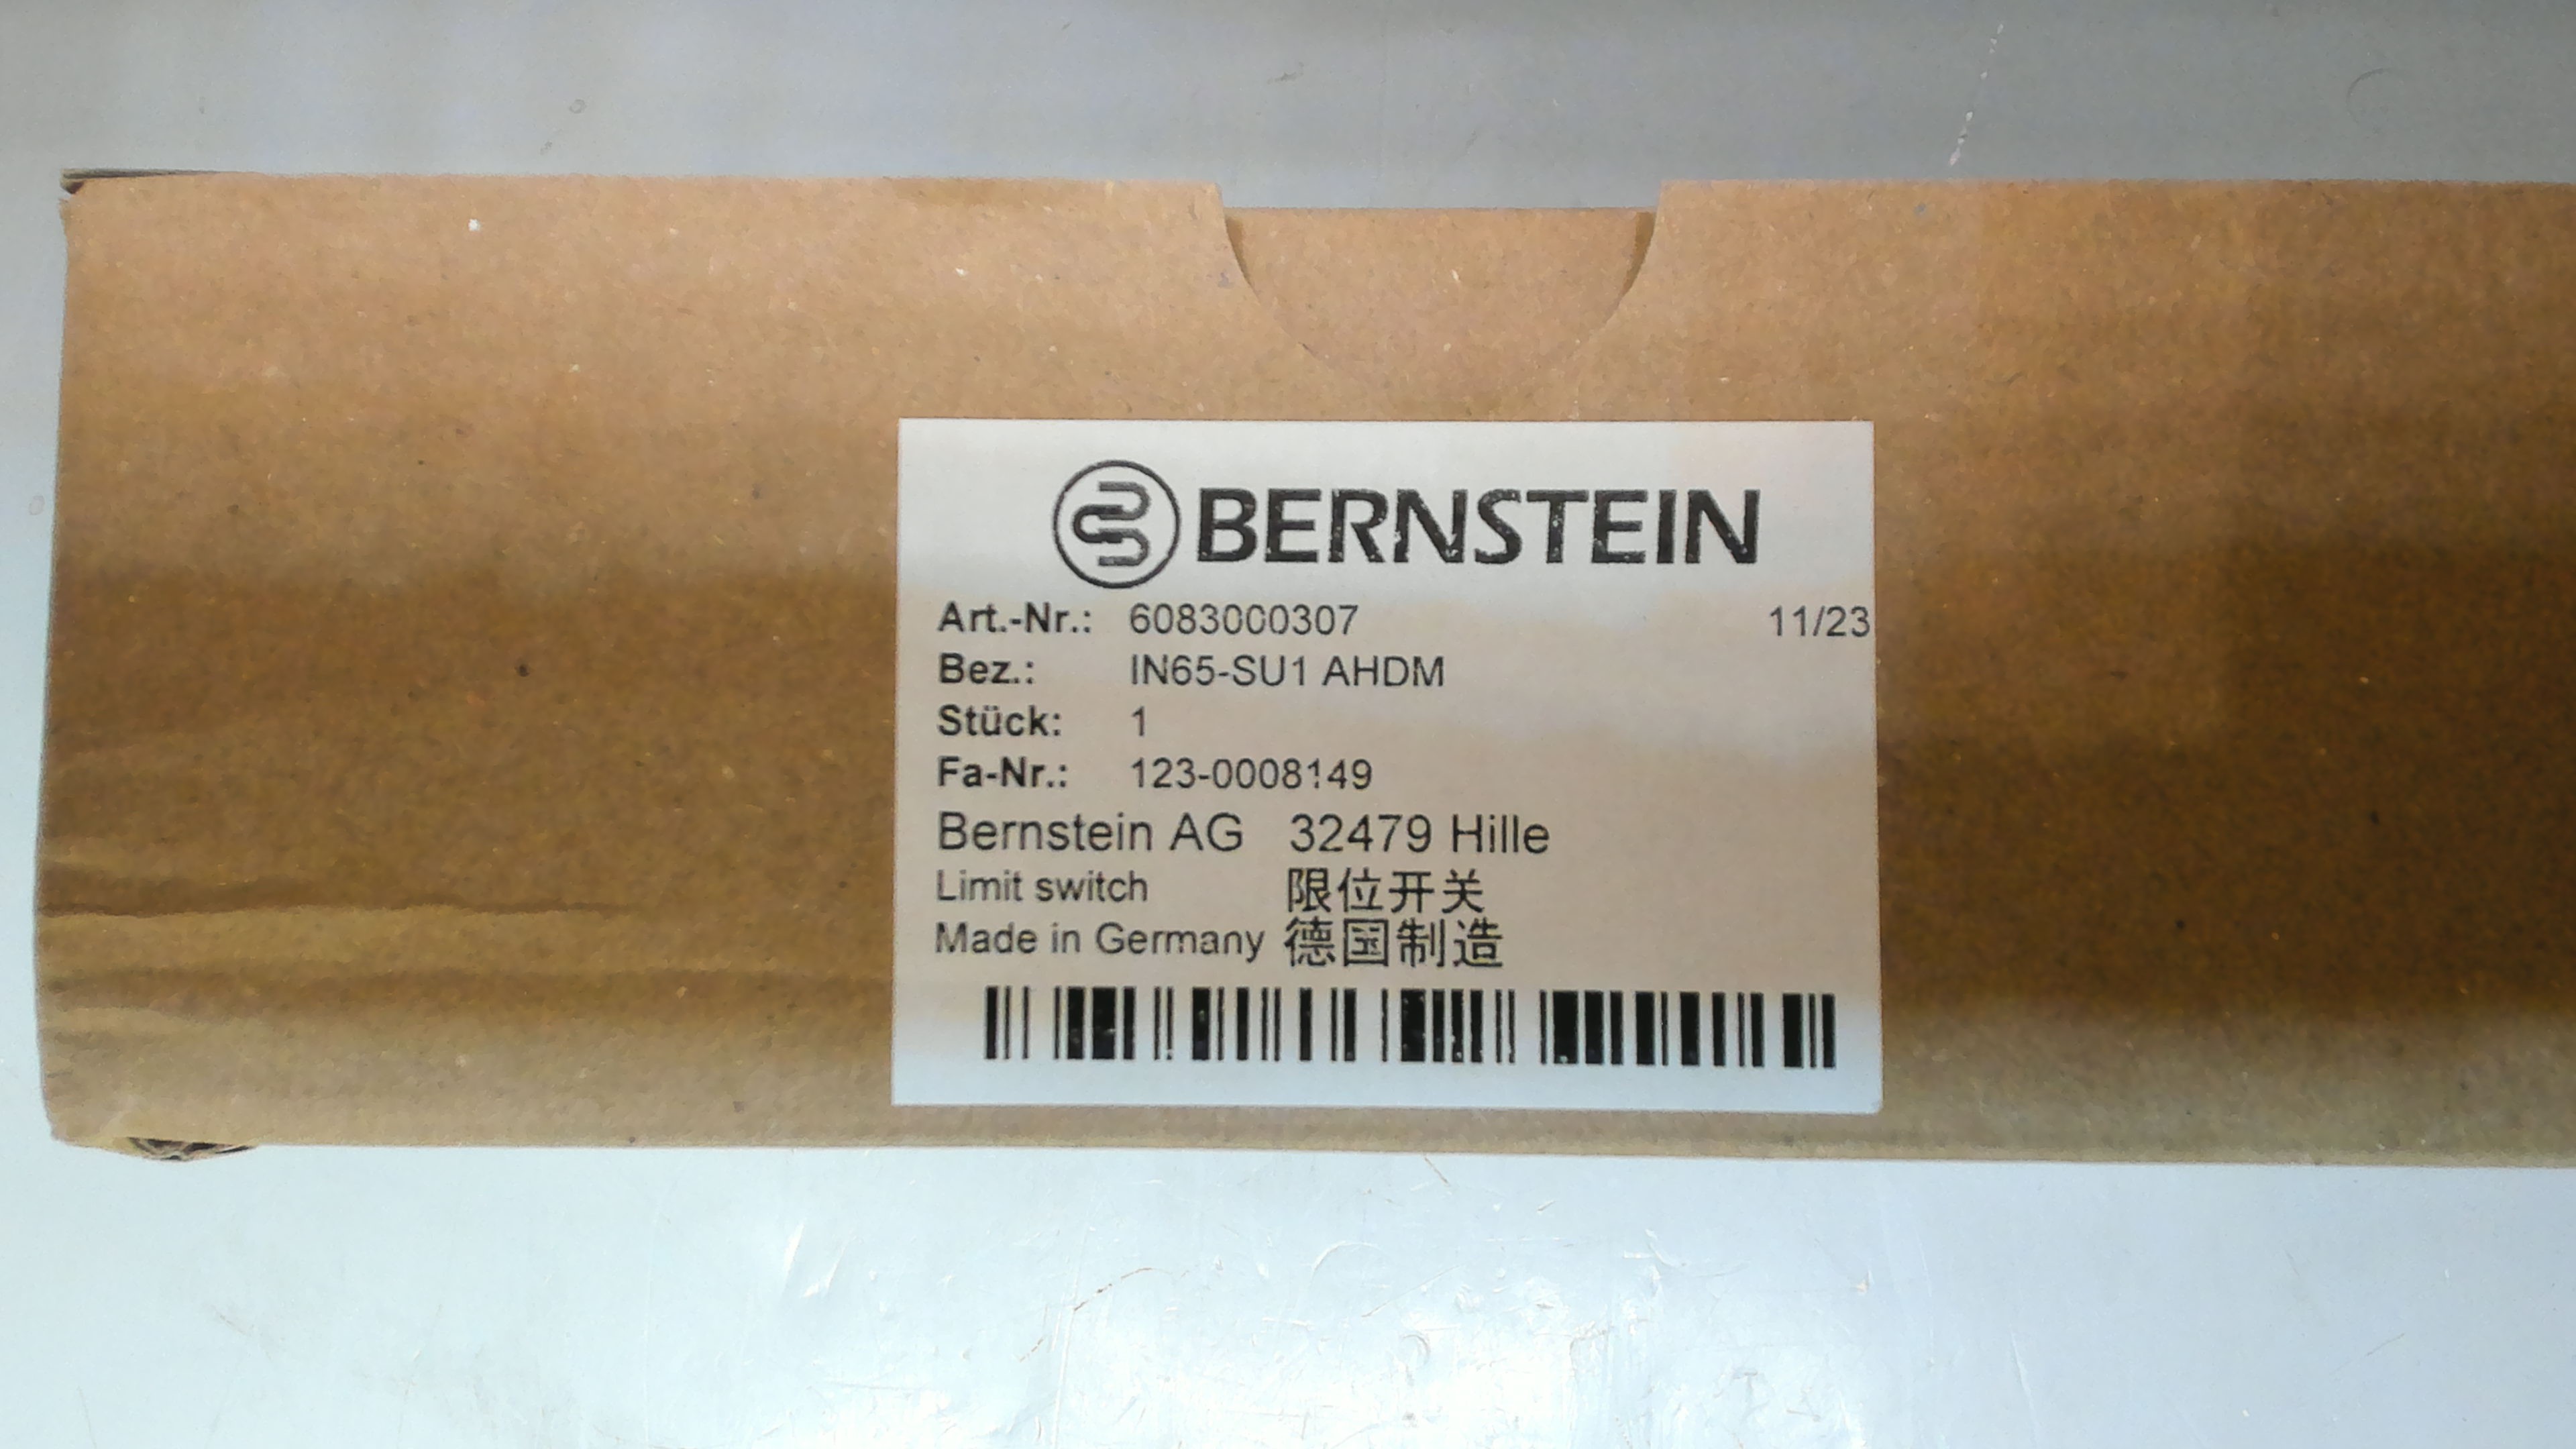 BERNSTEIN
Art.-Nr.: 6083000307 11/23
Bez.: IN65-SU1 AHDM
Stück: 1
Fa-Nr.: 123-0008149
Bernstein AG 32479 Hille
Limit switch 限位开关
Made in Germany 德国制造